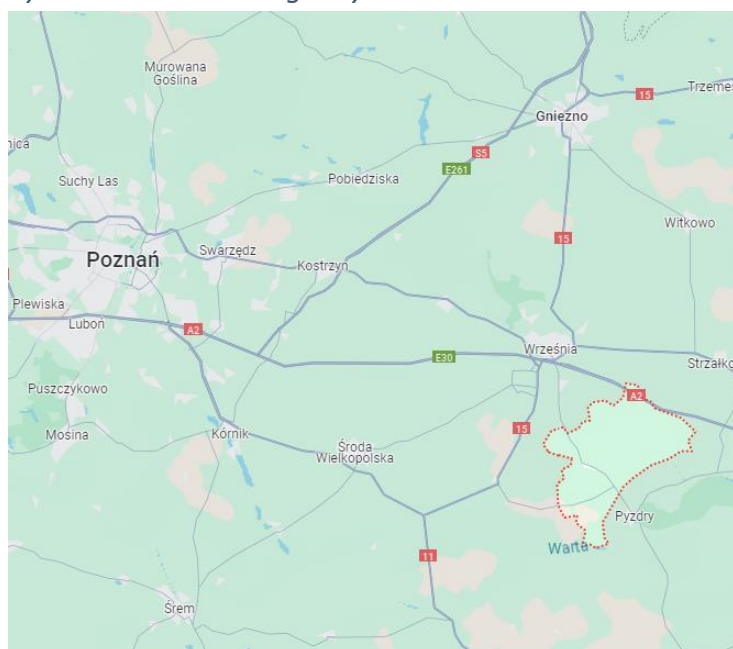 Murowana
Goślina
15
Trzemes
Gniezno
nica
S5
E261
Suchy Las
Pobiedziska
Witkowo
15
Swarzędz
Poznań
Kostrzyn
Plewiska
Luboń
A2
Września
E30
Strzałk
Puszczykowo
A2
Mosina
Kórnik
15
Środa
Wielkopolska
Pyzdry
Warta
11
Śrem